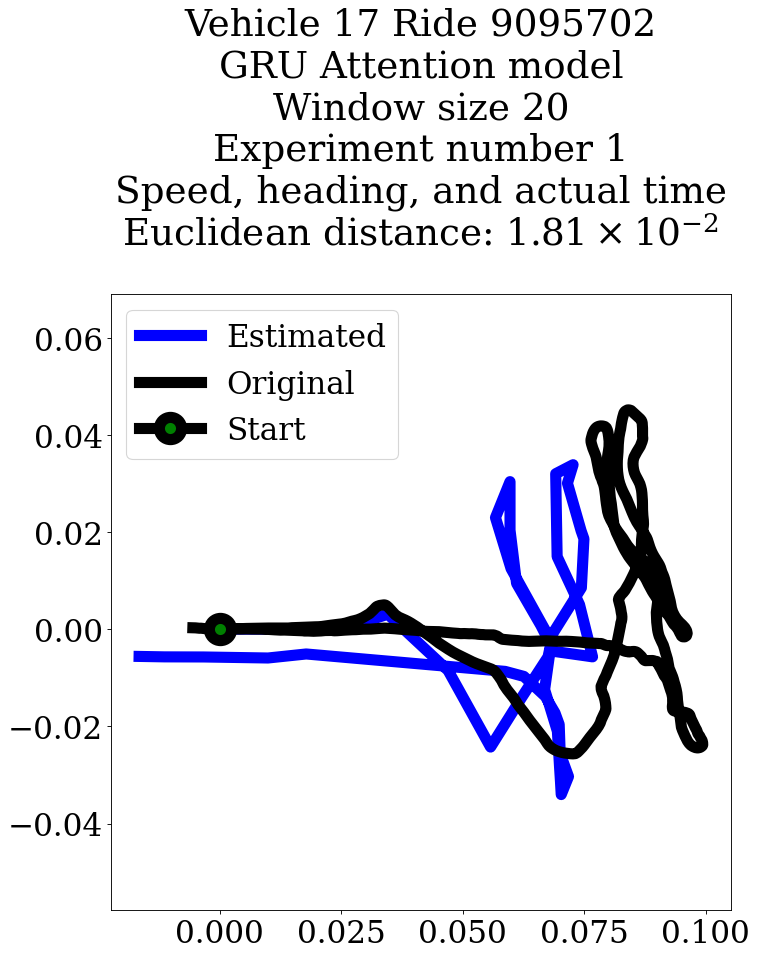 Vehicle 17 Ride 9095702
GRU Attention model
Window size 20
Experiment number 1
Speed, heading, and actual time
Euclidean distance: 1.81 × 10⁻²
Estimated
Original
Start
0.06
0.04
0.02
0.00
−0.02
−0.04
0.000 0.025 0.050 0.075 0.100